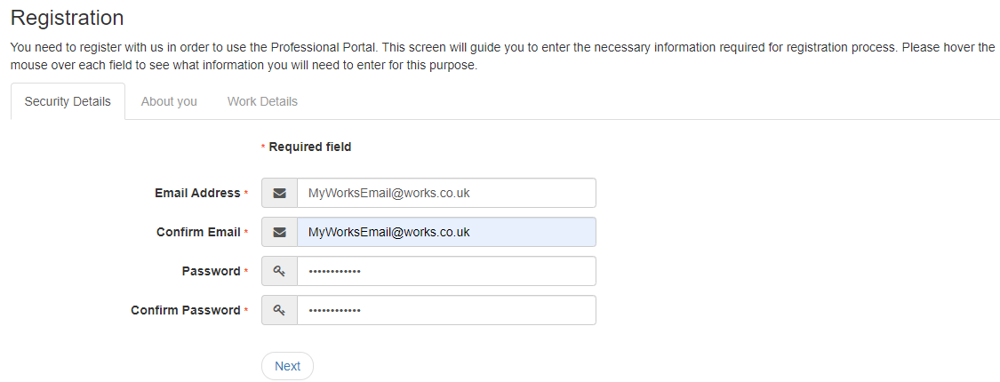 Registration
You need to register with us in order to use the Professional Portal. This screen will guide you to enter the necessary information required for registration process. Please hover the
mouse over each field to see what information you will need to enter for this purpose.
Security Details About you Work Details
* Required field
Email Address * MyWorksEmail@works.co.uk
Confirm Email * MyWorksEmail@works.co.uk
Password * ••••••••••••
Confirm Password * ••••••••••••
Next